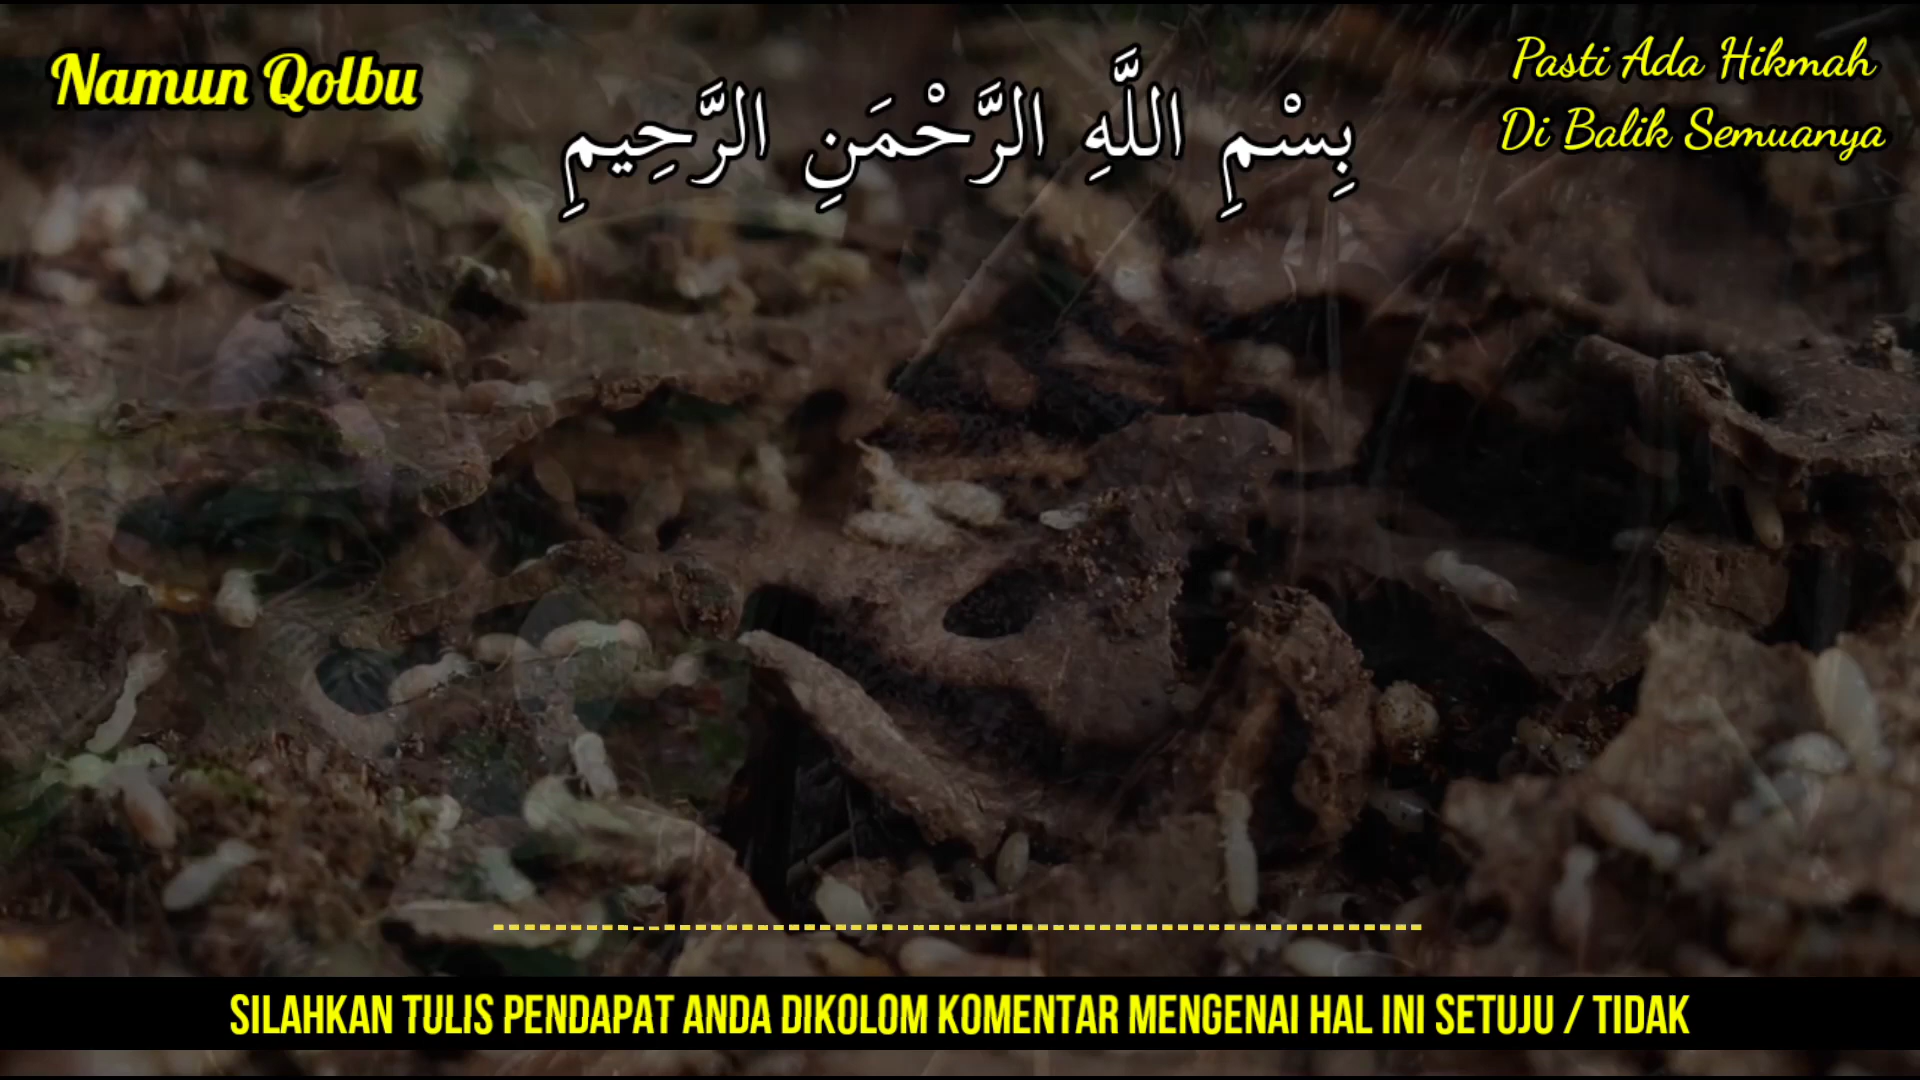 Namun Qolbu
بِسْمِ اللَّهِ الرَّحْمَنِ الرَّحِيمِ
Pasti Ada Hikmah
Di Balik Semuanya
SILAHKAN TULIS PENDAPAT ANDA DIKOLOM KOMENTAR MENGENAI HAL INI SETUJU / TIDAK